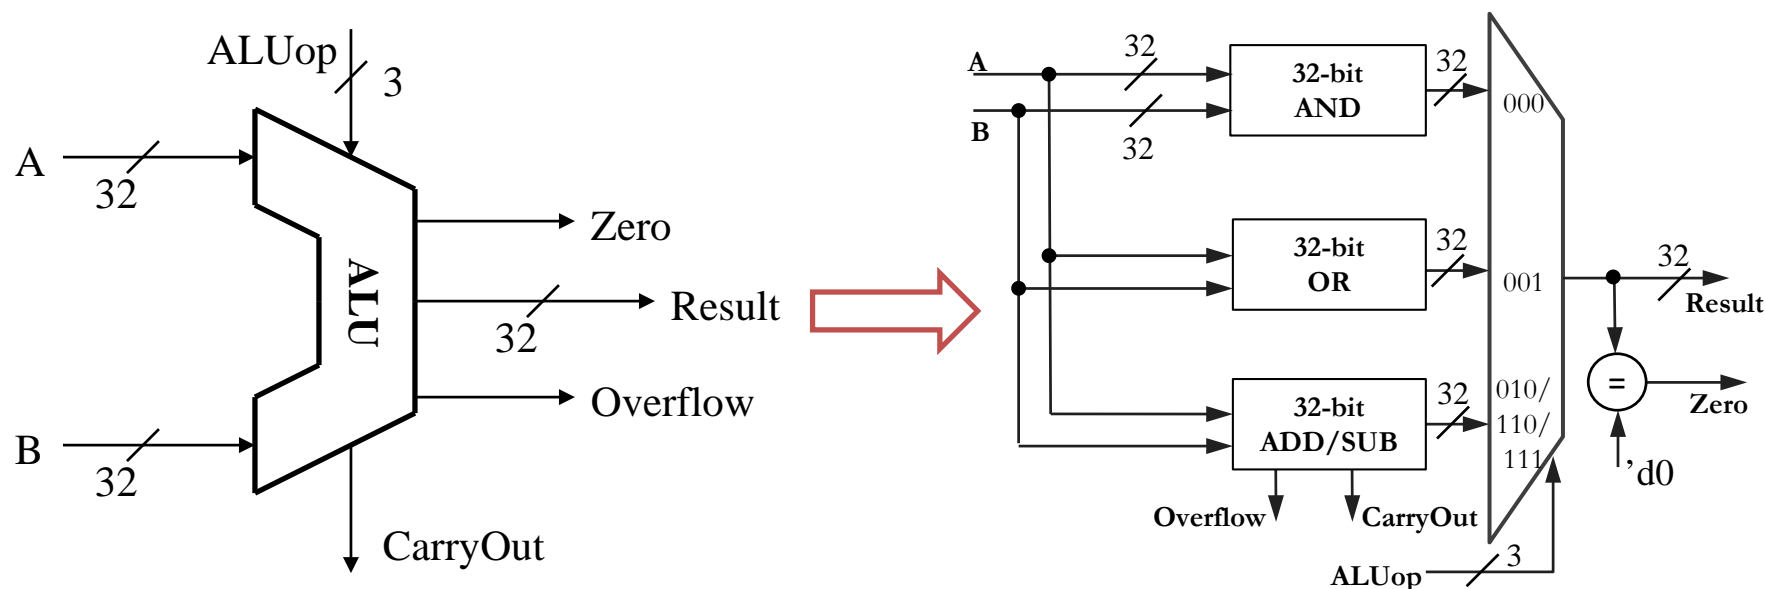 ALUop
3
A
32
ALU
Zero
Result
32
Overflow
B
32
CarryOut
A
32
B
32
32-bit
AND
32
000
32-bit
OR
32
001
32
Result
32-bit
ADD/SUB
32
010/
110/
111
=
Zero
’d0
Overflow
CarryOut
ALUop
3